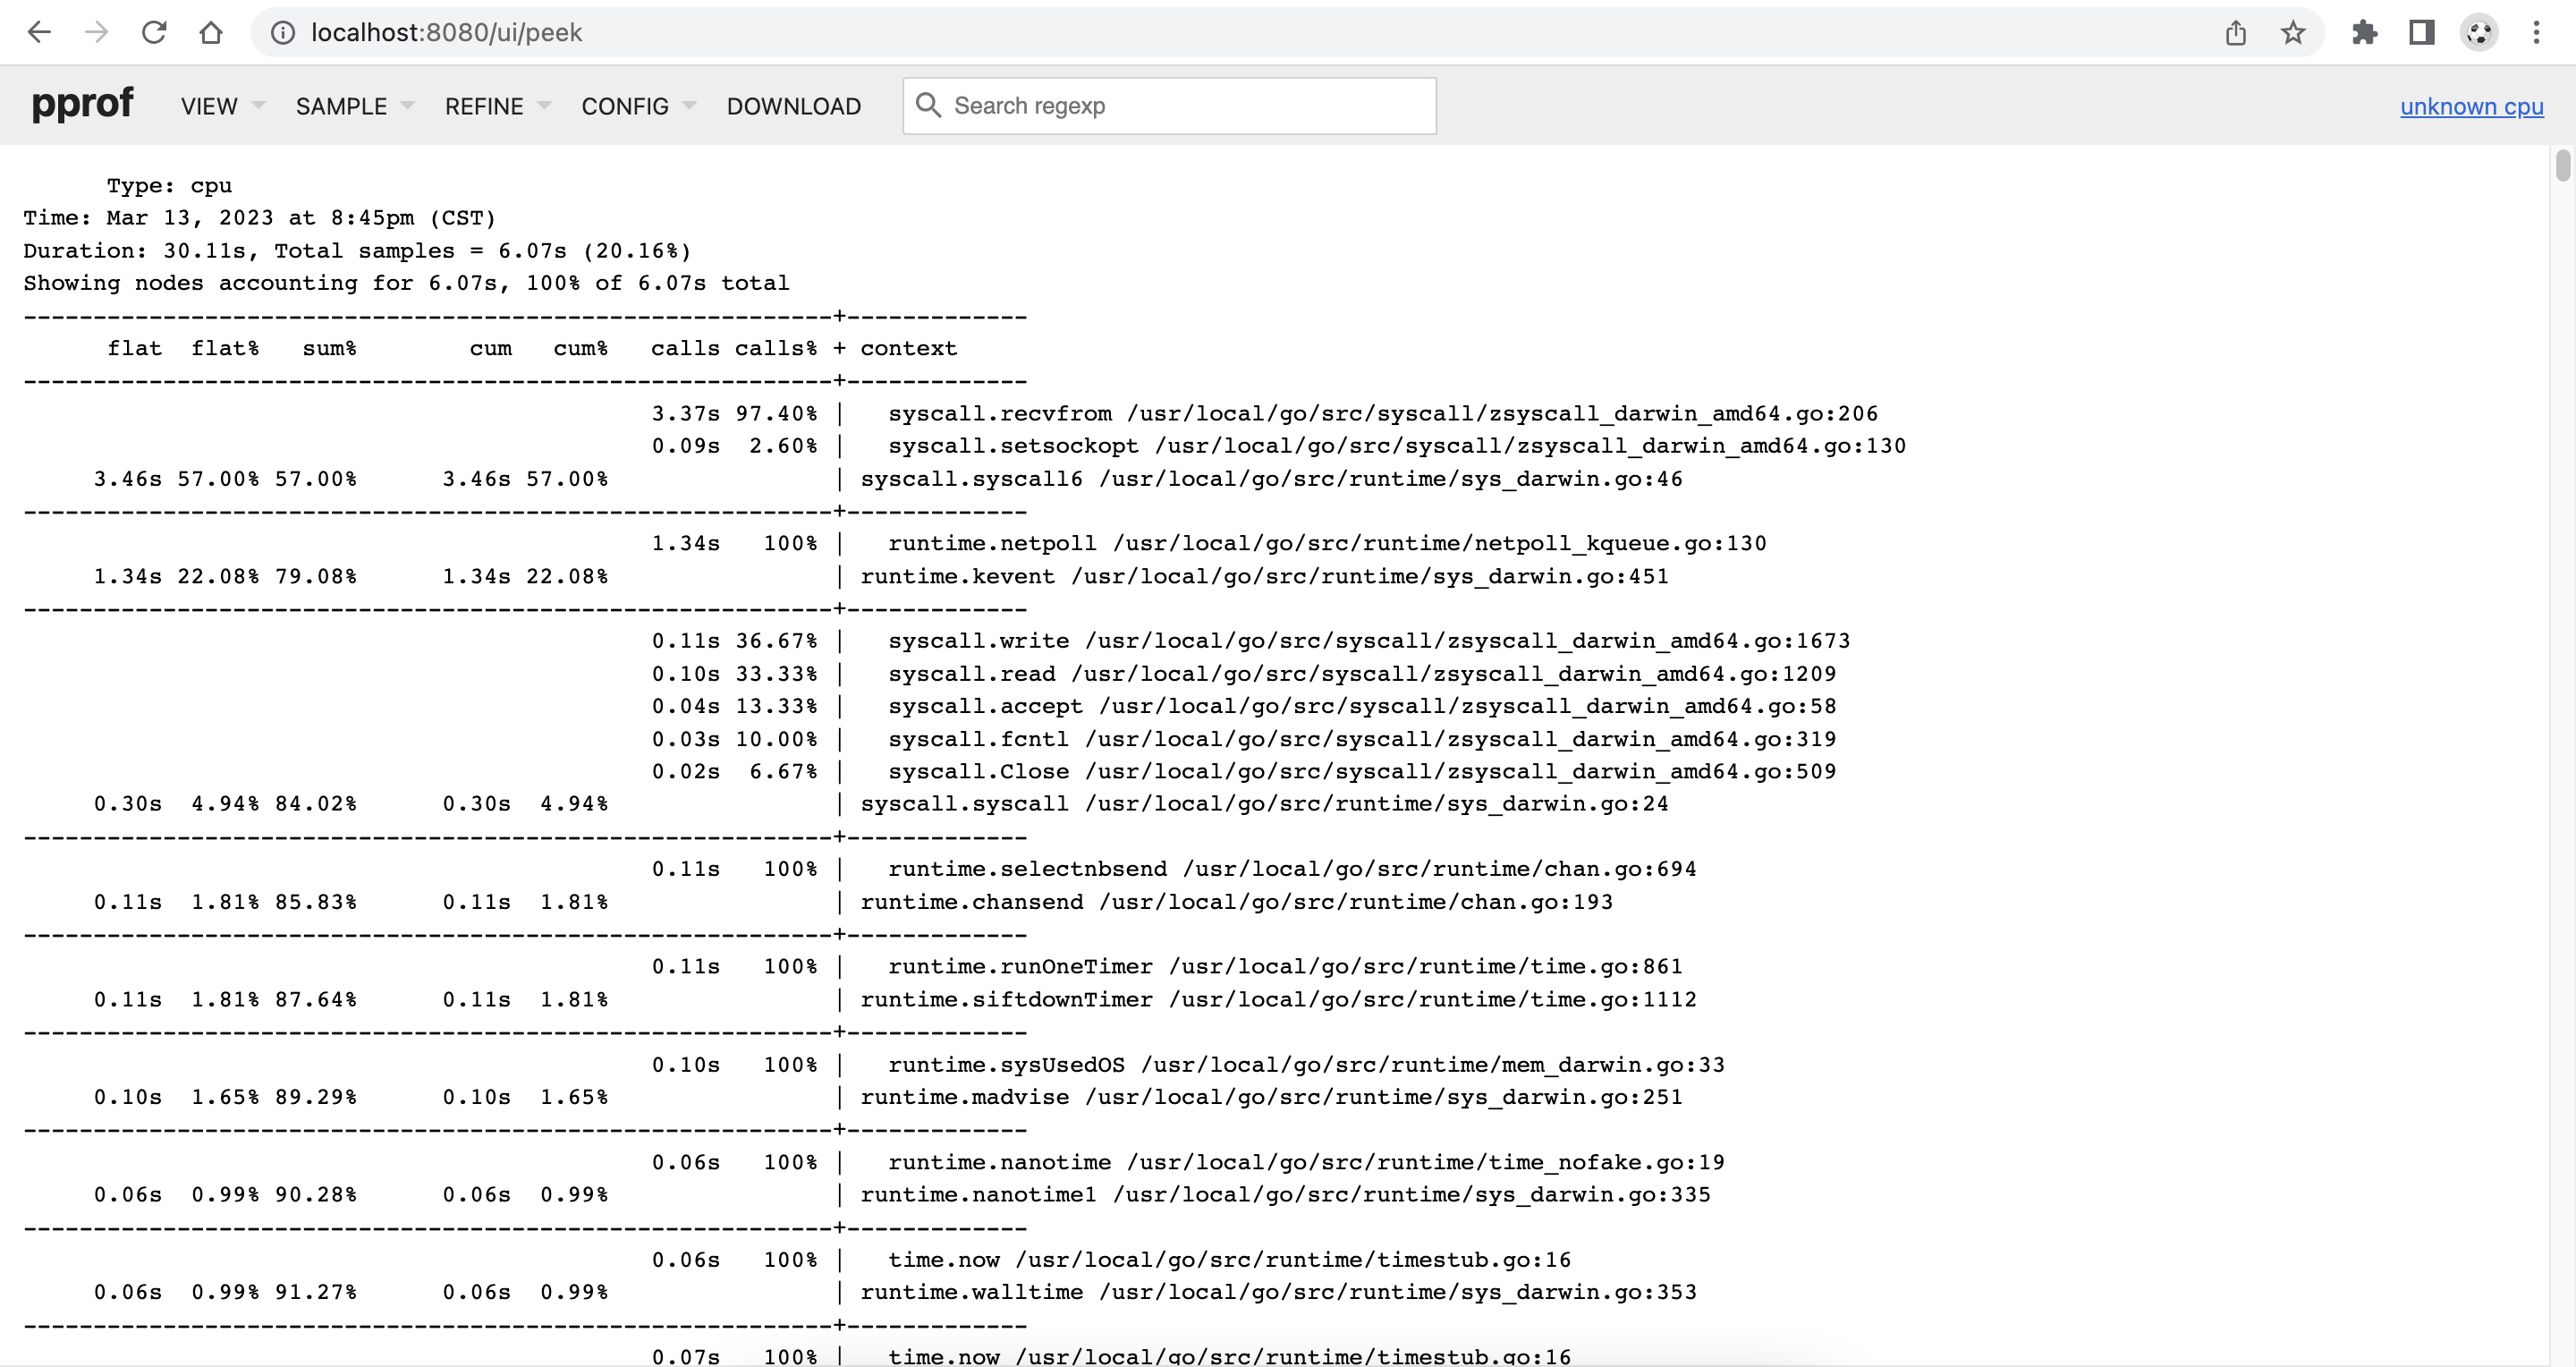 localhost:8080/ui/peek
pprof VIEW SAMPLE REFINE CONFIG DOWNLOAD Search regexp unknown cpu
Type: cpu
Time: Mar 13, 2023 at 8:45pm (CST)
Duration: 30.11s, Total samples = 6.07s (20.16%)
Showing nodes accounting for 6.07s, 100% of 6.07s total
----------------------------------------------------------+-------------
flat flat% sum% cum cum% calls calls% + context
----------------------------------------------------------+-------------
3.37s 97.40% | syscall.recvfrom /usr/local/go/src/syscall/zsyscall_darwin_amd64.go:206
0.09s 2.60% | syscall.setsockopt /usr/local/go/src/syscall/zsyscall_darwin_amd64.go:130
3.46s 57.00% 57.00% 3.46s 57.00% | syscall.syscall6 /usr/local/go/src/runtime/sys_darwin.go:46
----------------------------------------------------------+-------------
1.34s 100% | runtime.netpoll /usr/local/go/src/runtime/netpoll_kqueue.go:130
1.34s 22.08% 79.08% 1.34s 22.08% | runtime.kevent /usr/local/go/src/runtime/sys_darwin.go:451
----------------------------------------------------------+-------------
0.11s 36.67% | syscall.write /usr/local/go/src/syscall/zsyscall_darwin_amd64.go:1673
0.10s 33.33% | syscall.read /usr/local/go/src/syscall/zsyscall_darwin_amd64.go:1209
0.04s 13.33% | syscall.accept /usr/local/go/src/syscall/zsyscall_darwin_amd64.go:58
0.03s 10.00% | syscall.fcntl /usr/local/go/src/syscall/zsyscall_darwin_amd64.go:319
0.02s 6.67% | syscall.Close /usr/local/go/src/syscall/zsyscall_darwin_amd64.go:509
0.30s 4.94% 84.02% 0.30s 4.94% | syscall.syscall /usr/local/go/src/runtime/sys_darwin.go:24
----------------------------------------------------------+-------------
0.11s 100% | runtime.selectnbsend /usr/local/go/src/runtime/chan.go:694
0.11s 1.81% 85.83% 0.11s 1.81% | runtime.chansend /usr/local/go/src/runtime/chan.go:193
----------------------------------------------------------+-------------
0.11s 100% | runtime.runOneTimer /usr/local/go/src/runtime/time.go:861
0.11s 1.81% 87.64% 0.11s 1.81% | runtime.siftdownTimer /usr/local/go/src/runtime/time.go:1112
----------------------------------------------------------+-------------
0.10s 100% | runtime.sysUsedOS /usr/local/go/src/runtime/mem_darwin.go:33
0.10s 1.65% 89.29% 0.10s 1.65% | runtime.madvise /usr/local/go/src/runtime/sys_darwin.go:251
----------------------------------------------------------+-------------
0.06s 100% | runtime.nanotime /usr/local/go/src/runtime/time_nofake.go:19
0.06s 0.99% 90.28% 0.06s 0.99% | runtime.nanotime1 /usr/local/go/src/runtime/sys_darwin.go:335
----------------------------------------------------------+-------------
0.06s 100% | time.now /usr/local/go/src/runtime/timestub.go:16
0.06s 0.99% 91.27% 0.06s 0.99% | runtime.walltime /usr/local/go/src/runtime/sys_darwin.go:353
----------------------------------------------------------+-------------
0.07s 100% | time.now /usr/local/go/src/runtime/timestub.go:16